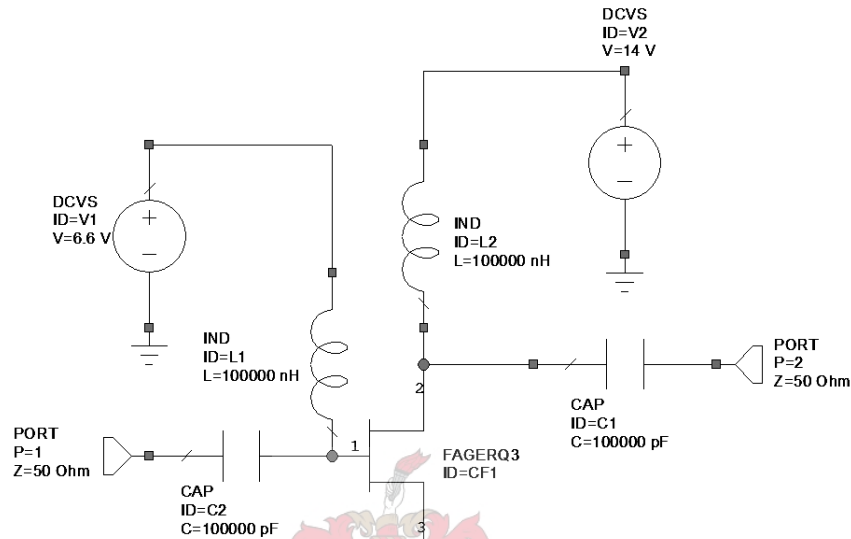 DCVS
ID=V2
V=14 V
DCVS
ID=V1
V=6.6 V
IND
ID=L2
L=100000 nH
IND
ID=L1
L=100000 nH
PORT
P=2
Z=50 Ohm
2
CAP
ID=C1
C=100000 pF
PORT
P=1
Z=50 Ohm
1
FAGERQ3
ID=CF1
CAP
ID=C2
C=100000 pF
3